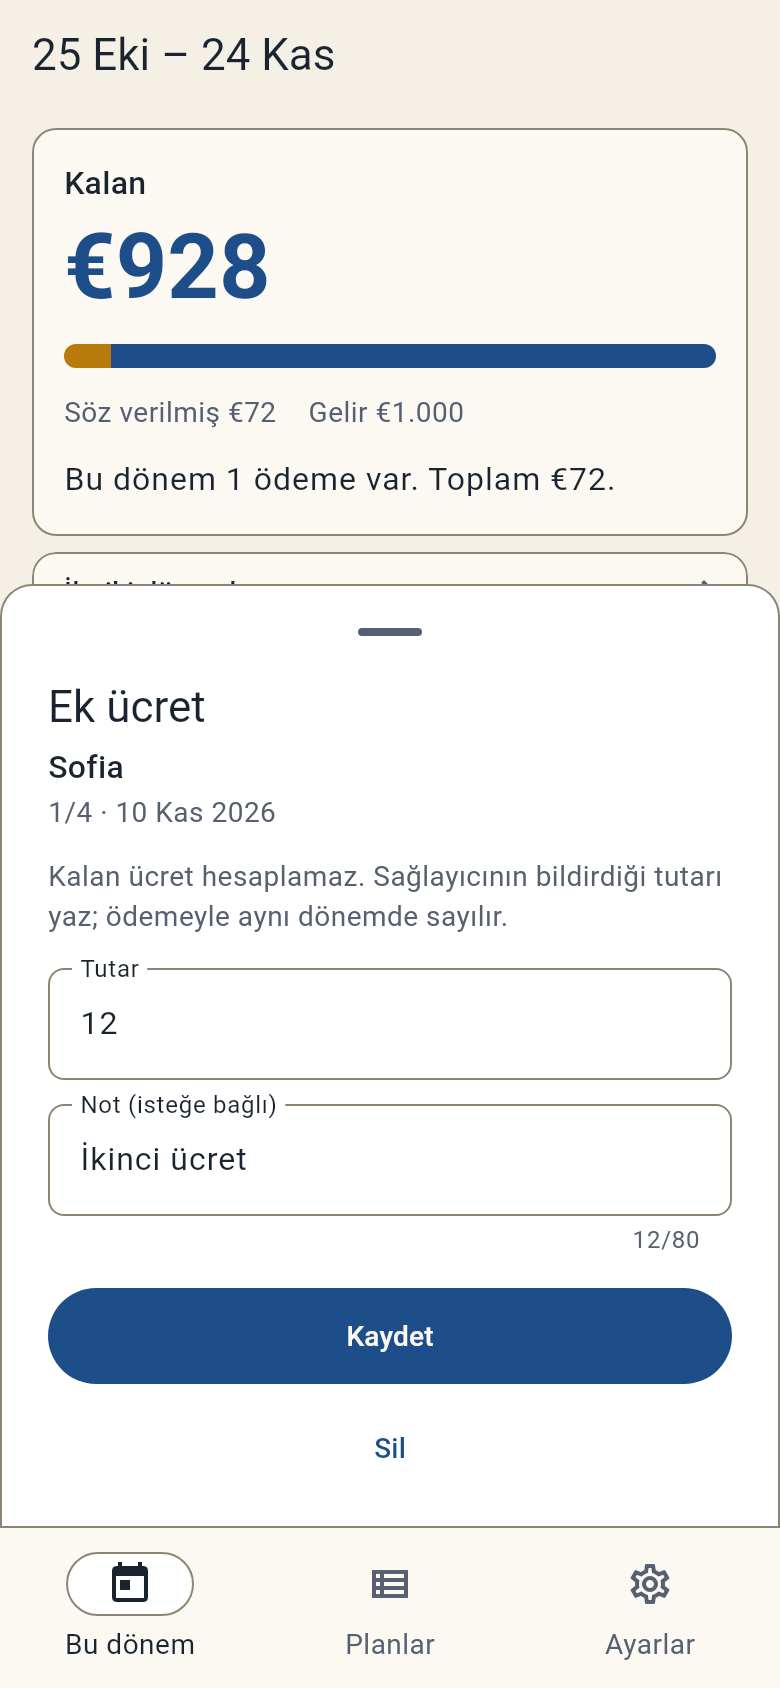 25 Eki – 24 Kas
Kalan
€928
Söz verilmiş €72 Gelir €1.000
Bu dönem 1 ödeme var. Toplam €72.
Ek ücret
Sofia
1/4 · 10 Kas 2026
Kalan ücret hesaplamaz. Sağlayıcının bildirdiği tutarı
yaz; ödemeyle aynı dönemde sayılır.
Tutar
12
Not (isteğe bağlı)
İkinci ücret
12/80
Kaydet
Sil
Bu dönem Planlar Ayarlar